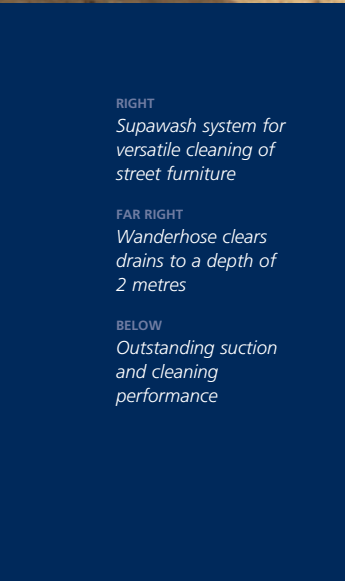 RIGHT
Supawash system for
versatile cleaning of
street furniture
FAR RIGHT
Wanderhose clears
drains to a depth of
2 metres
BELOW
Outstanding suction
and cleaning
performance